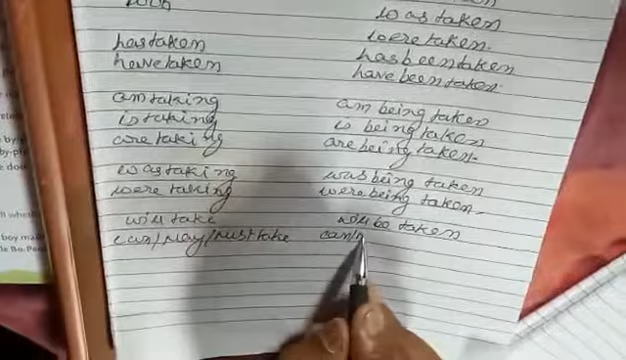 took was taken
were taken.
has taken has been taken
have taken have been taken.
am taking am being taken
is taking is being taken
are taking are being taken.
was taking was being taken
were taking were being taken.
will take will be taken
can/May/Must take can/